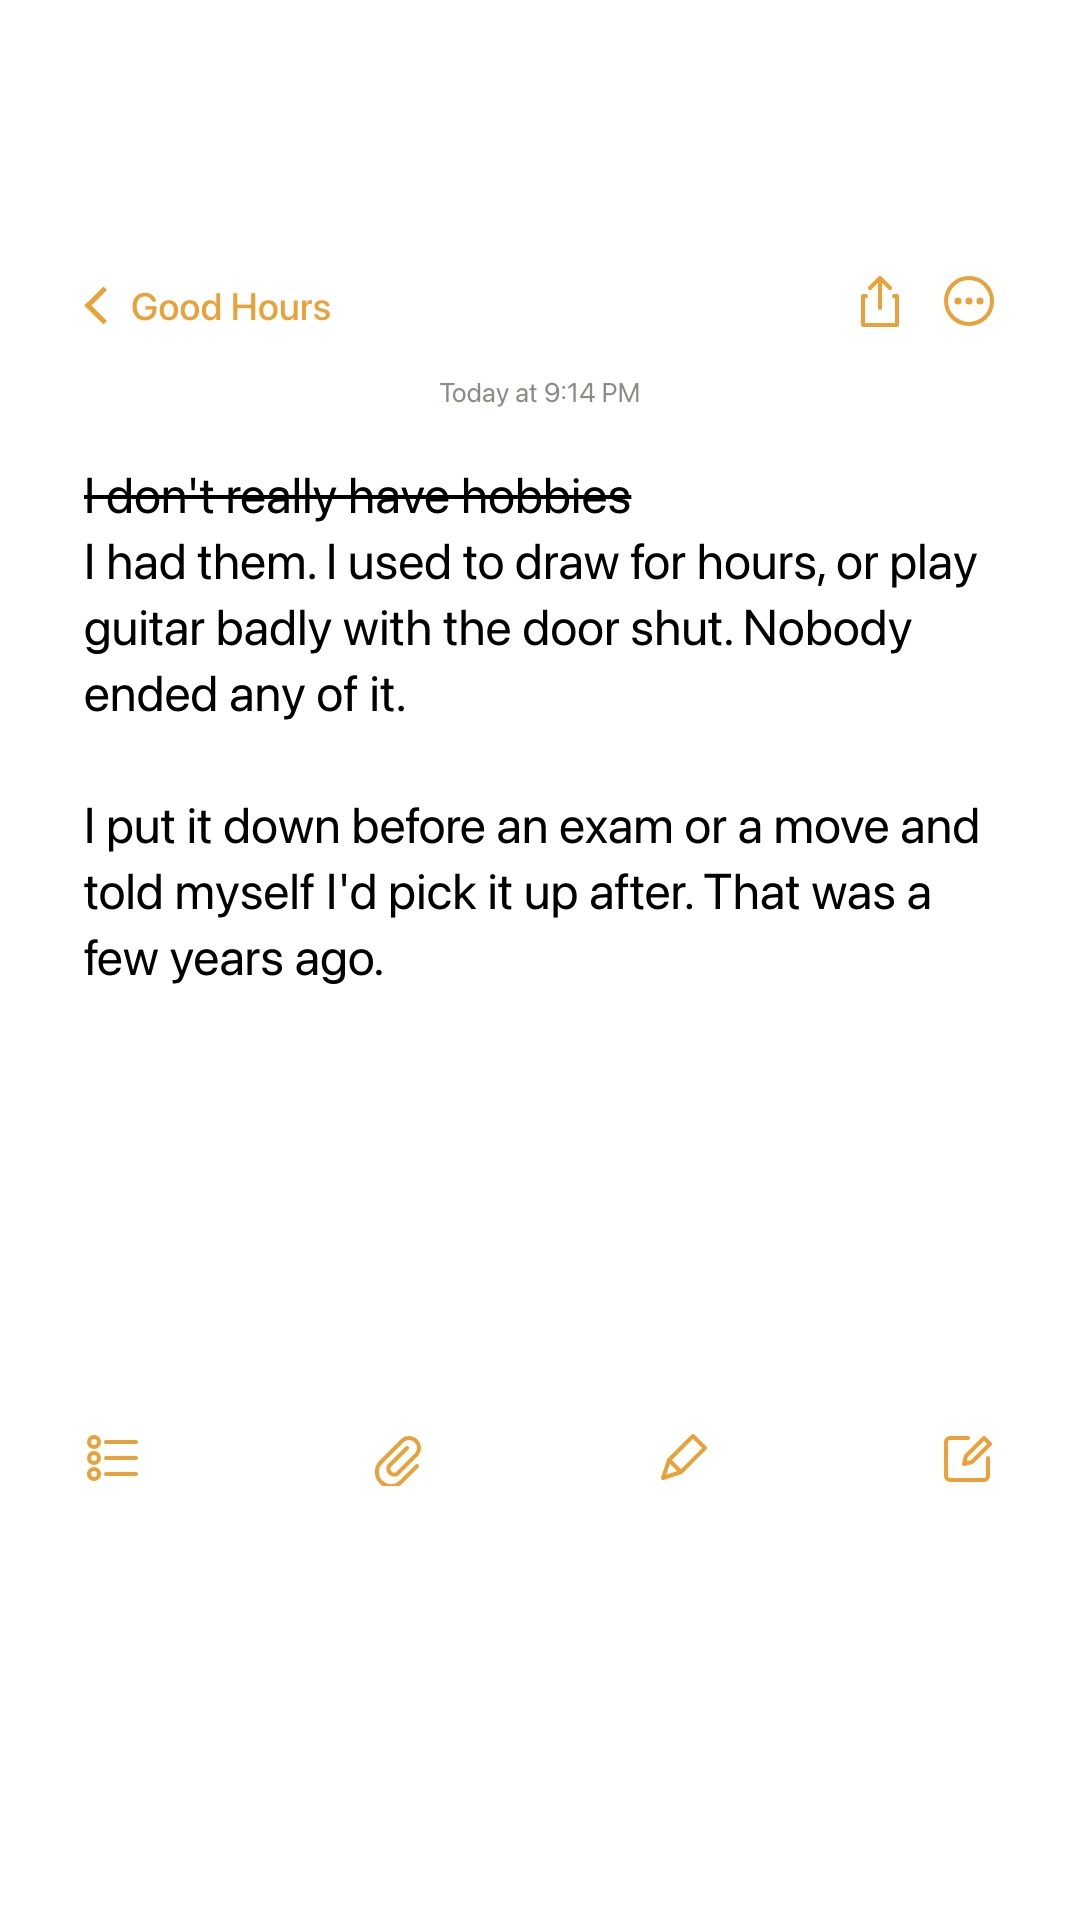 Good Hours
Today at 9:14 PM
I don't really have hobbies
I had them. I used to draw for hours, or play
guitar badly with the door shut. Nobody
ended any of it.
I put it down before an exam or a move and
told myself I'd pick it up after. That was a
few years ago.